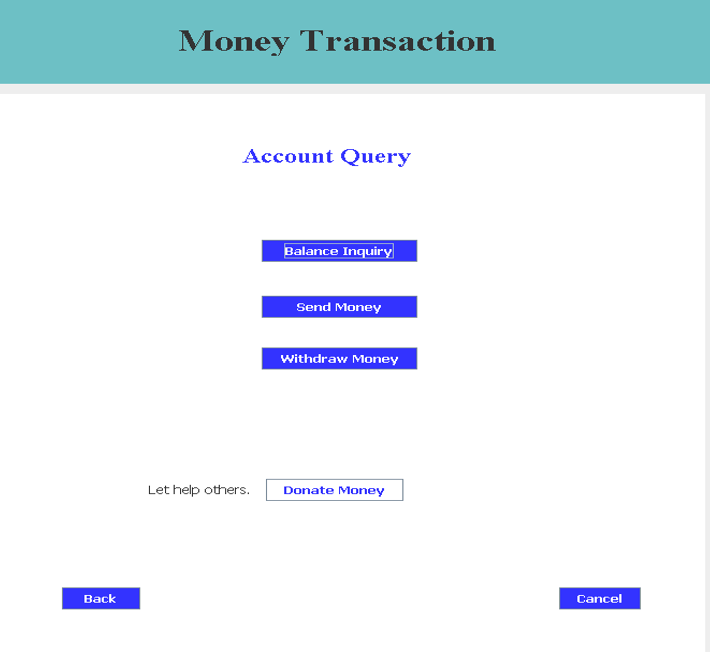 Money Transaction
Account Query
Balance Inquiry
Send Money
Withdraw Money
Let help others. Donate Money
Back Cancel